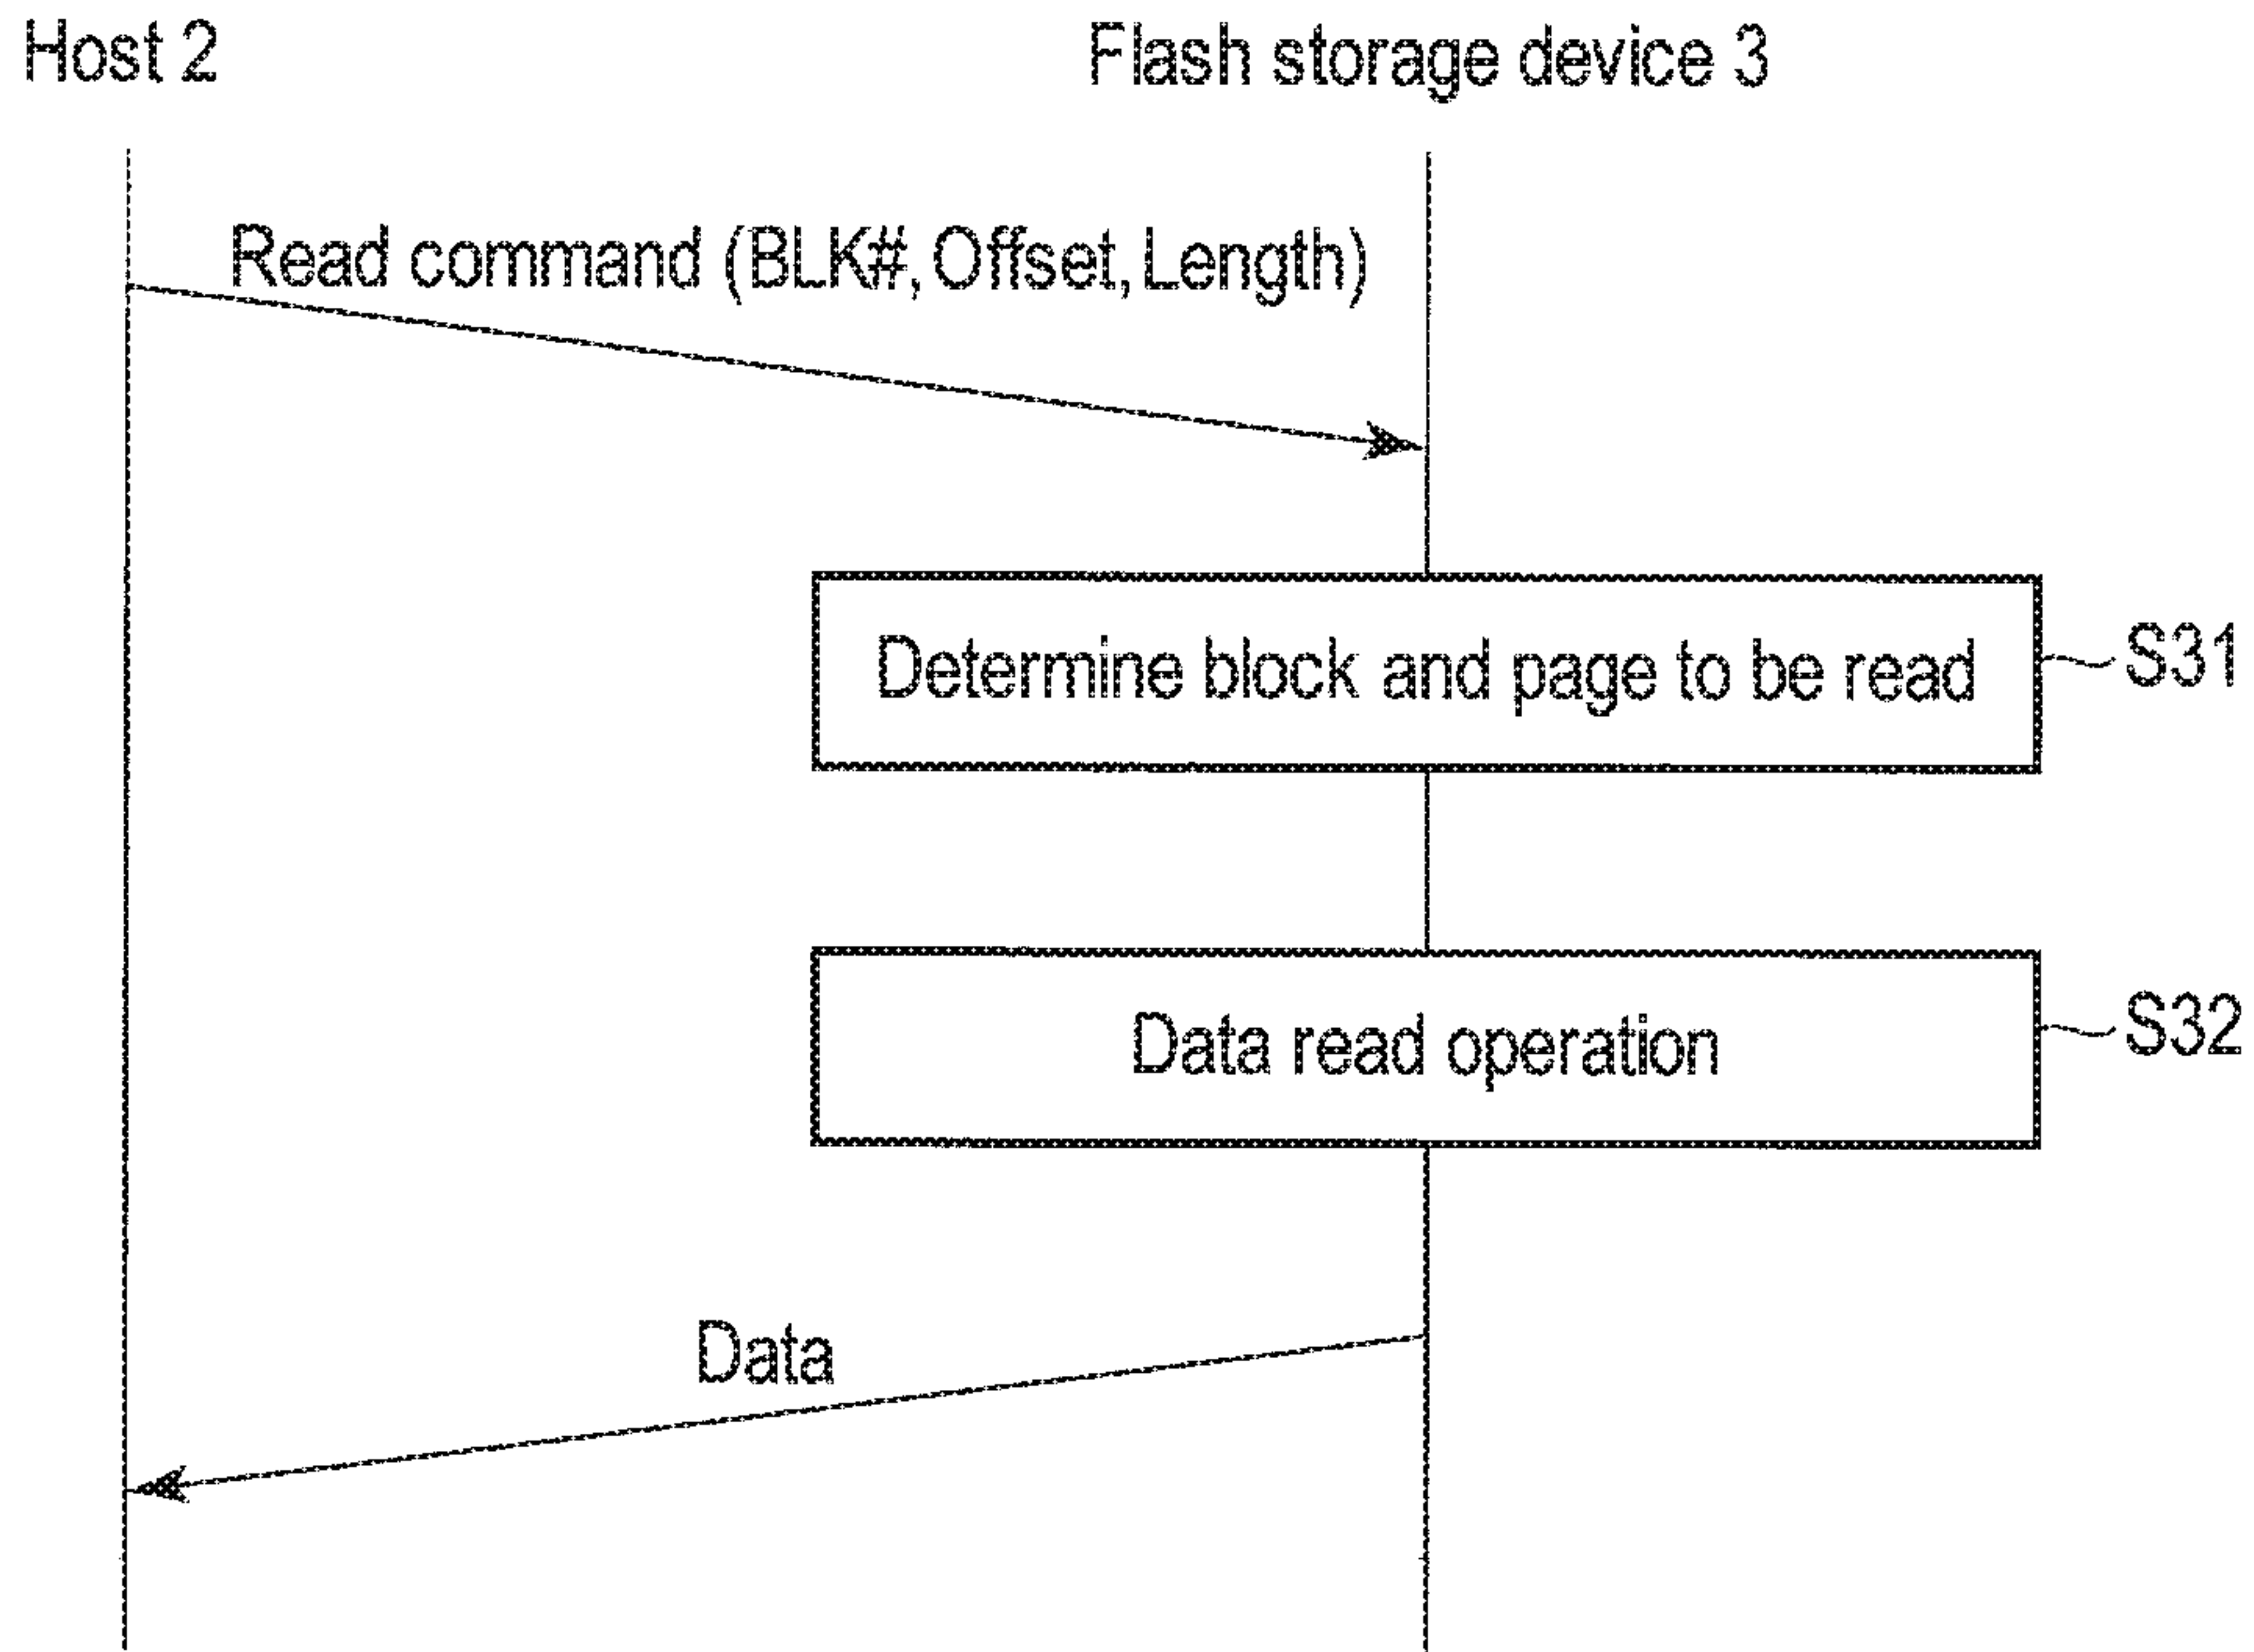 Host 2
Flash storage device 3
Read command (BLK#, Offset, Length)
Determine block and page to be read
S31
Data read operation
S32
Data